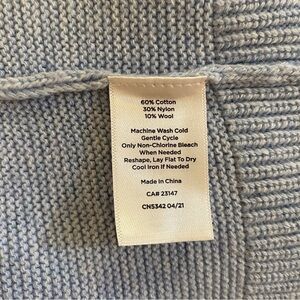 60% Cotton
30% Nylon
10% Wool
Machine Wash Cold
Gentle Cycle
Only Non-Chlorine Bleach
When Needed
Reshape, Lay Flat To Dry
Cool Iron If Needed
Made in China
CA# 23147
CN5342 04/21